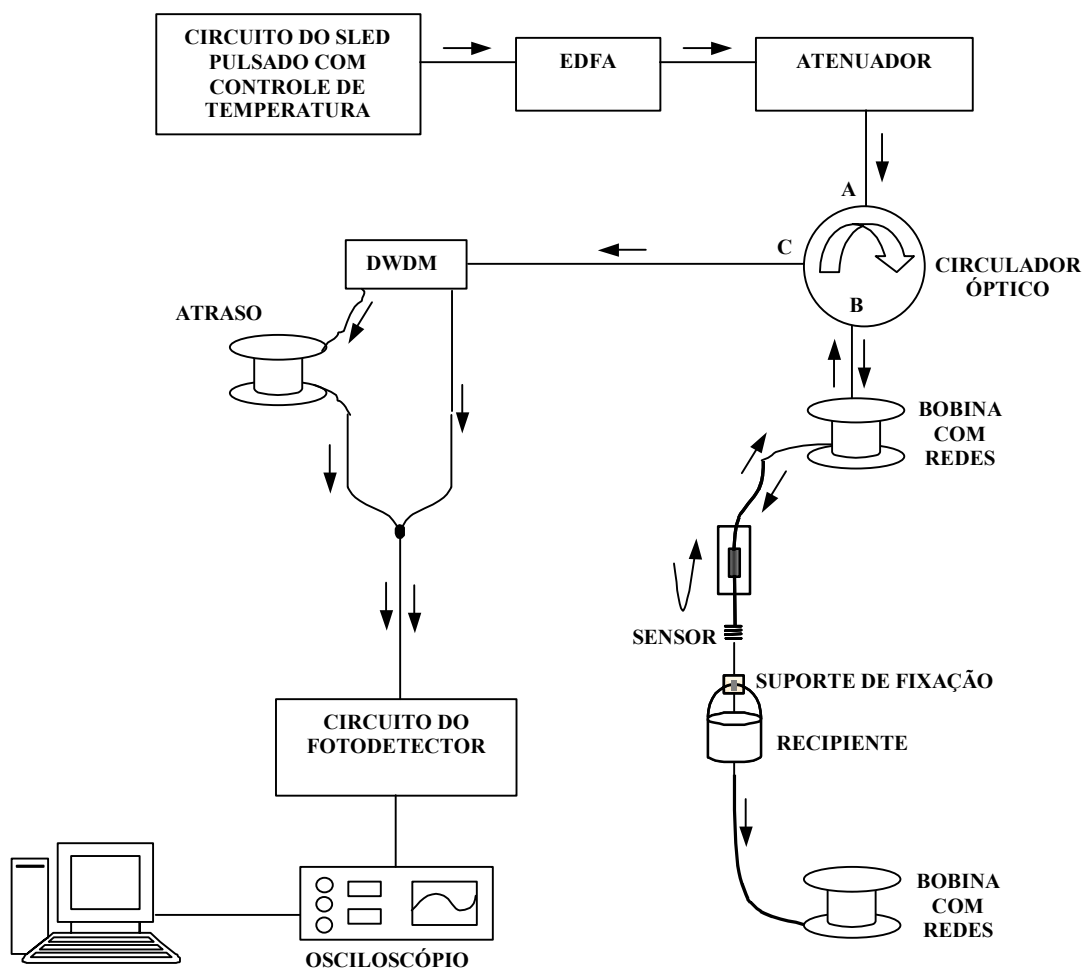 CIRCUITO DO SLED
PULSADO COM
CONTROLE DE
TEMPERATURA
EDFA
ATENUADOR
A
C
B
CIRCULADOR
ÓPTICO
DWDM
ATRASO
BOBINA
COM
REDES
SENSOR
SUPORTE DE FIXAÇÃO
RECIPIENTE
CIRCUITO DO
FOTODETECTOR
BOBINA
COM
REDES
OSCILOSCÓPIO